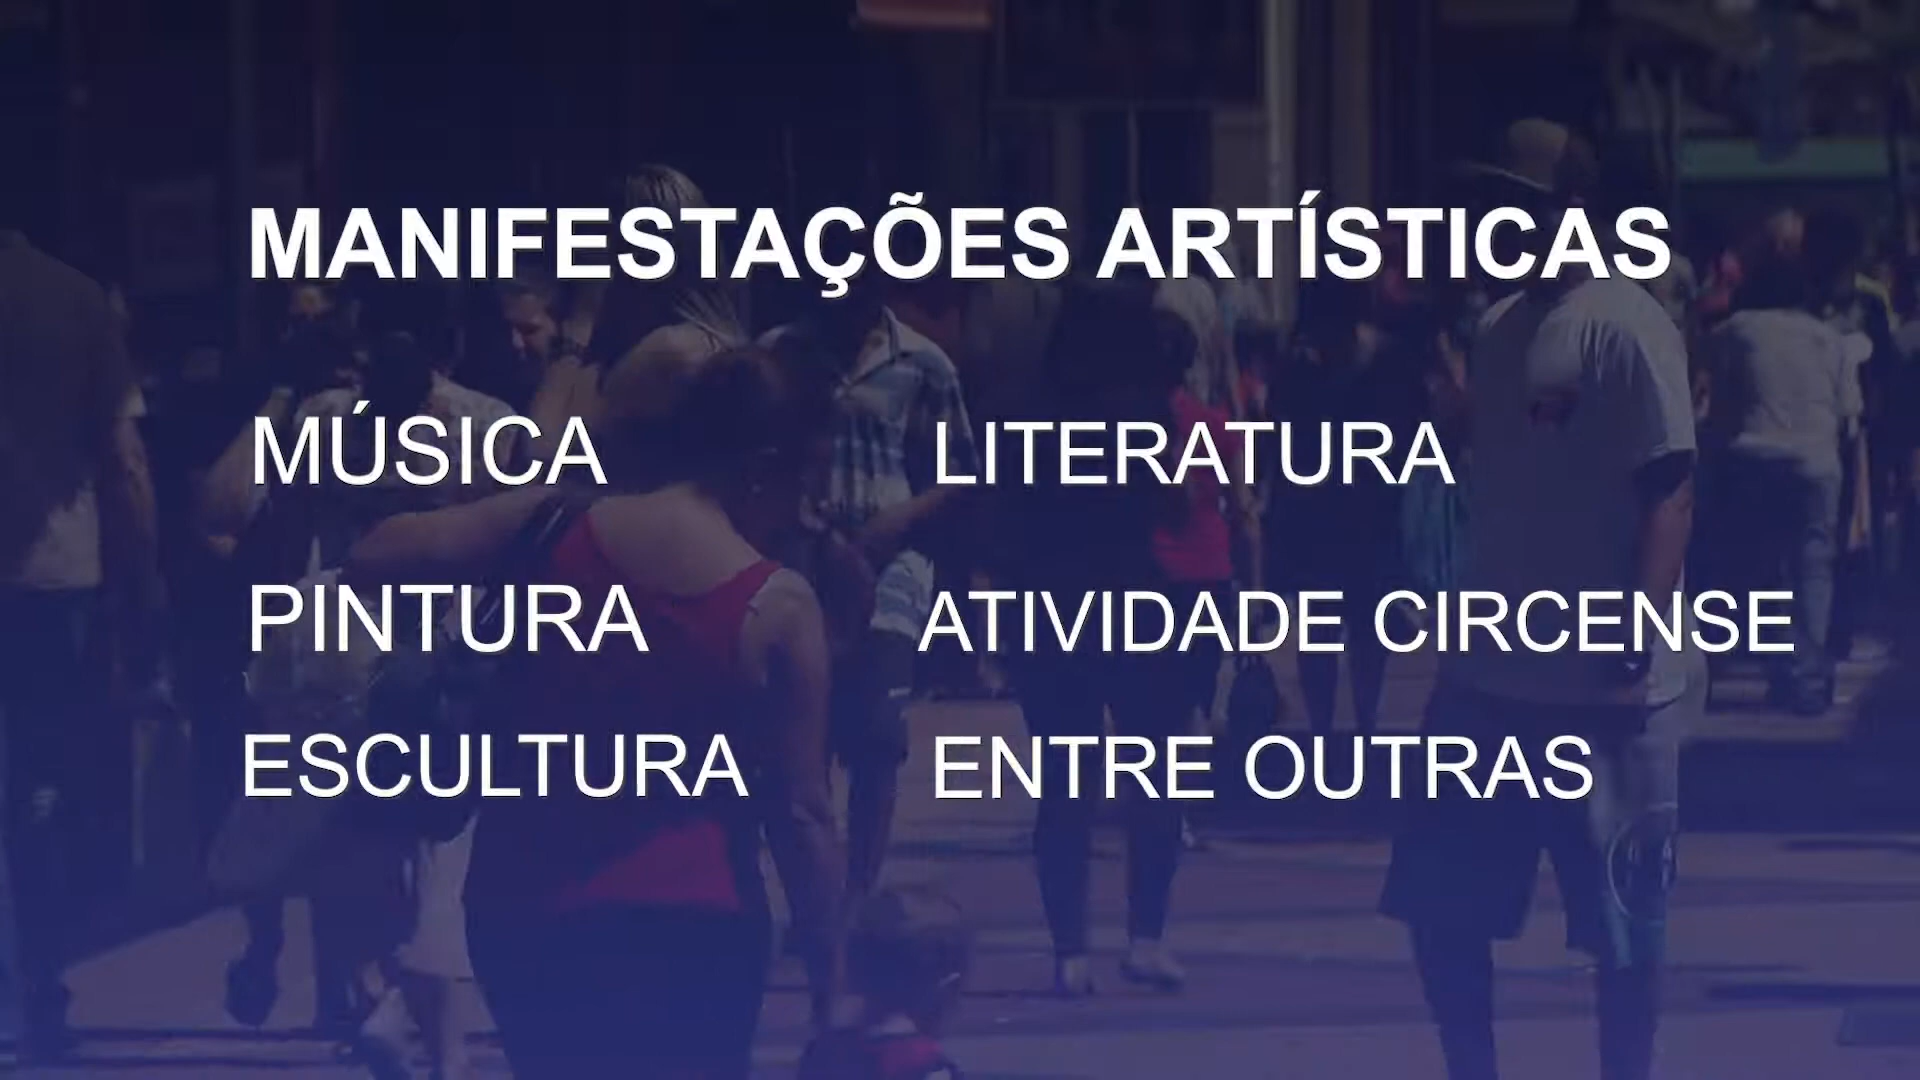 MANIFESTAÇÕES ARTÍSTICAS
MÚSICA
PINTURA
ESCULTURA
LITERATURA
ATIVIDADE CIRCENSE
ENTRE OUTRAS